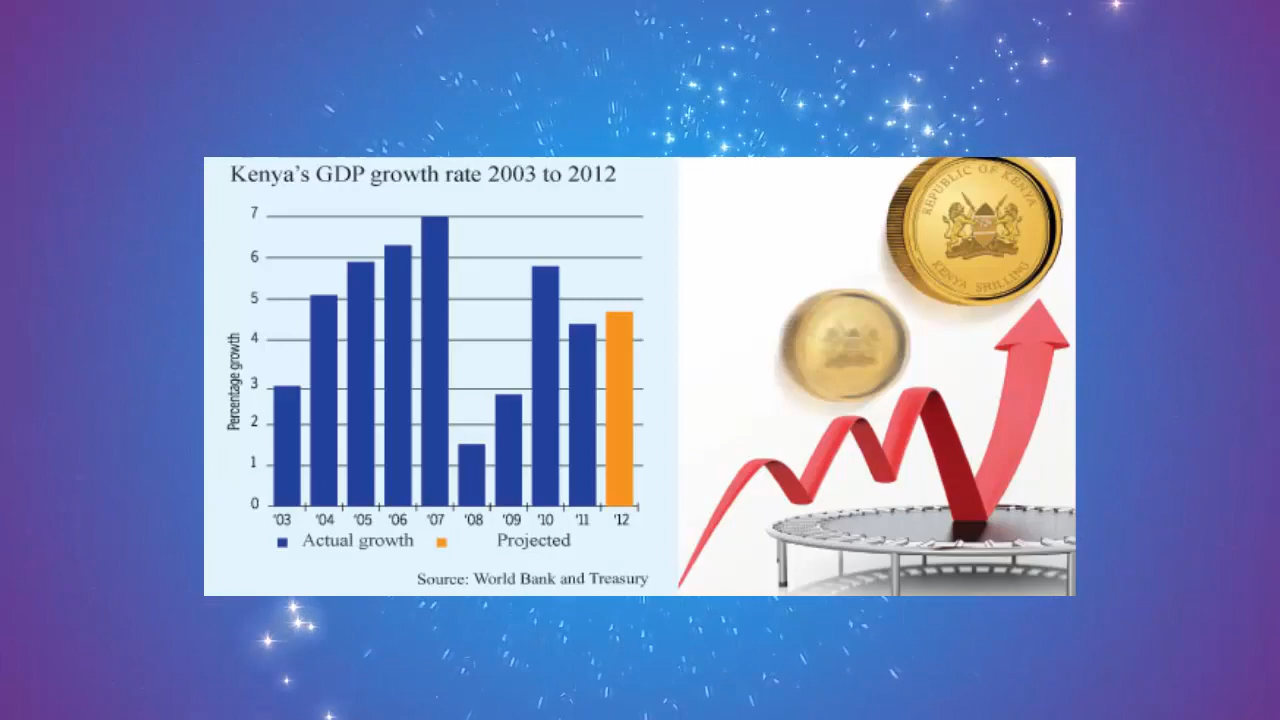 Kenya's GDP growth rate 2003 to 2012
Percentage growth
7
6
5
4
3
2
1
0
'03 '04 '05 '06 '07 '08 '09 '10 '11 '12
Actual growth Projected
Source: World Bank and Treasury
REPUBLIC OF KENYA
KENYA SHILLING